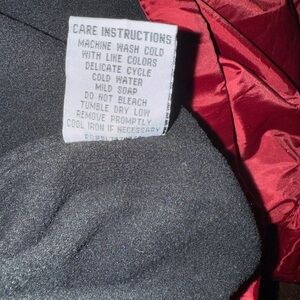 CARE INSTRUCTIONS
MACHINE WASH COLD
WITH LIKE COLORS
DELICATE CYCLE
COLD WATER
MILD SOAP
DO NOT BLEACH
TUMBLE DRY LOW
REMOVE PROMPTLY
COOL IRON IF NECESSARY